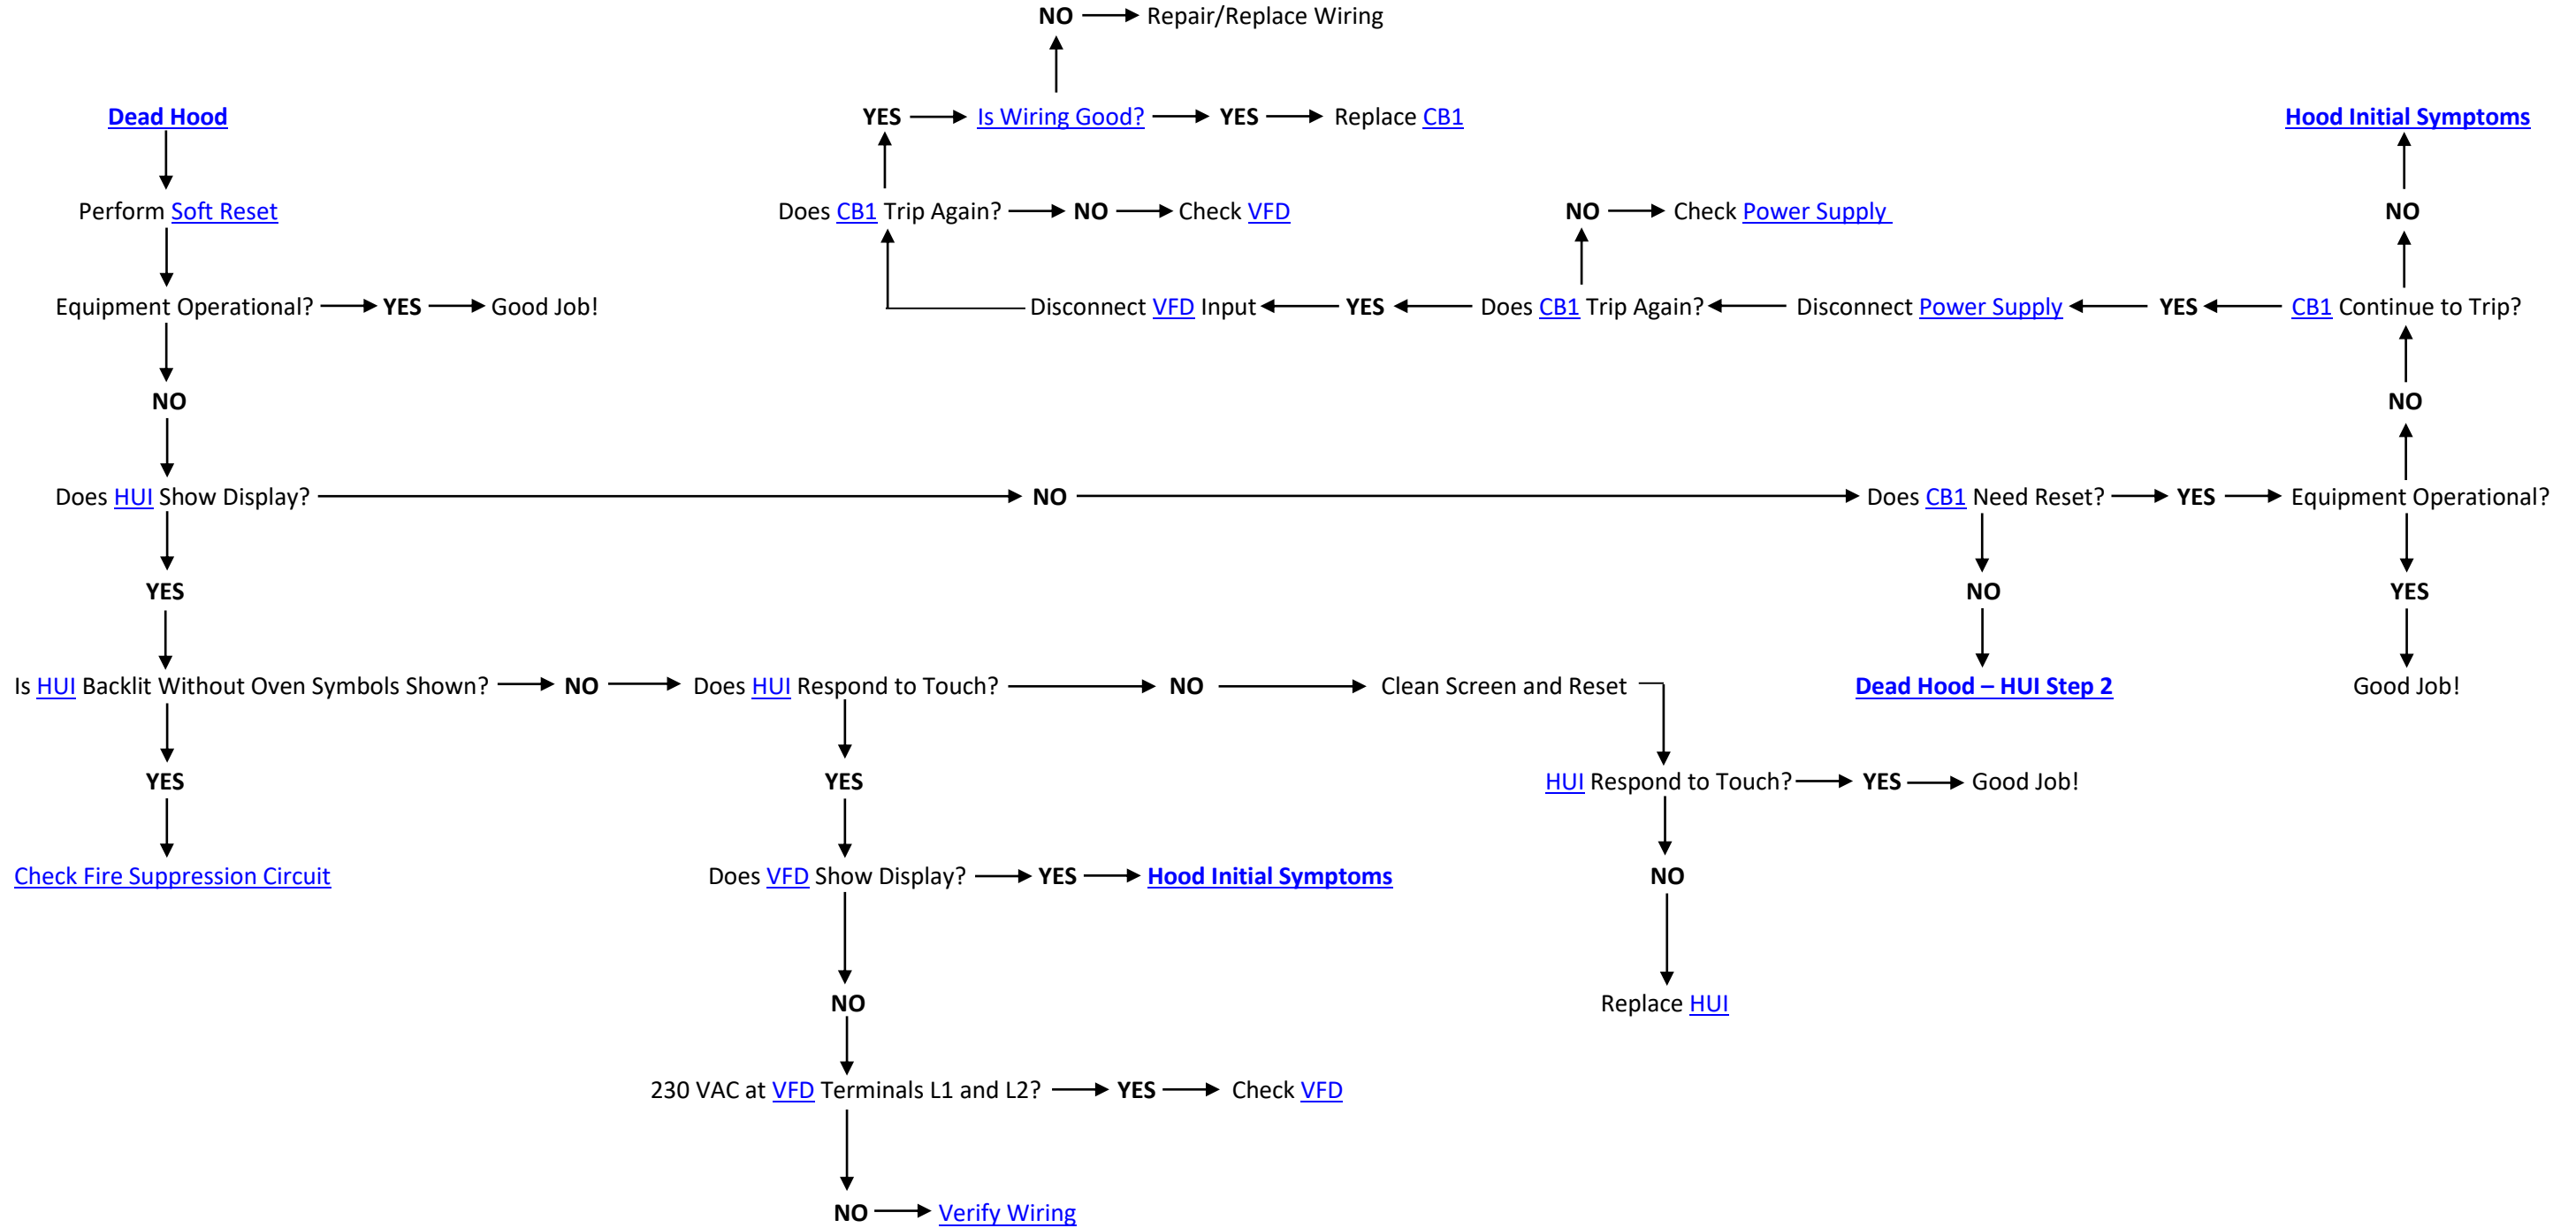 NO Repair/Replace Wiring
Dead Hood YES Is Wiring Good? YES Replace CB1 Hood Initial Symptoms
Perform Soft Reset Does CB1 Trip Again? NO Check VFD NO Check Power Supply NO
Equipment Operational? YES Good Job! Disconnect VFD Input YES Does CB1 Trip Again? Disconnect Power Supply YES CB1 Continue to Trip?
NO NO
Does HUI Show Display? NO Does CB1 Need Reset? YES Equipment Operational?
YES NO YES
Is HUI Backlit Without Oven Symbols Shown? NO Does HUI Respond to Touch? NO Clean Screen and Reset Dead Hood – HUI Step 2 Good Job!
YES YES HUI Respond to Touch? YES Good Job!
Check Fire Suppression Circuit Does VFD Show Display? YES Hood Initial Symptoms NO
NO Replace HUI
230 VAC at VFD Terminals L1 and L2? YES Check VFD
NO Verify Wiring